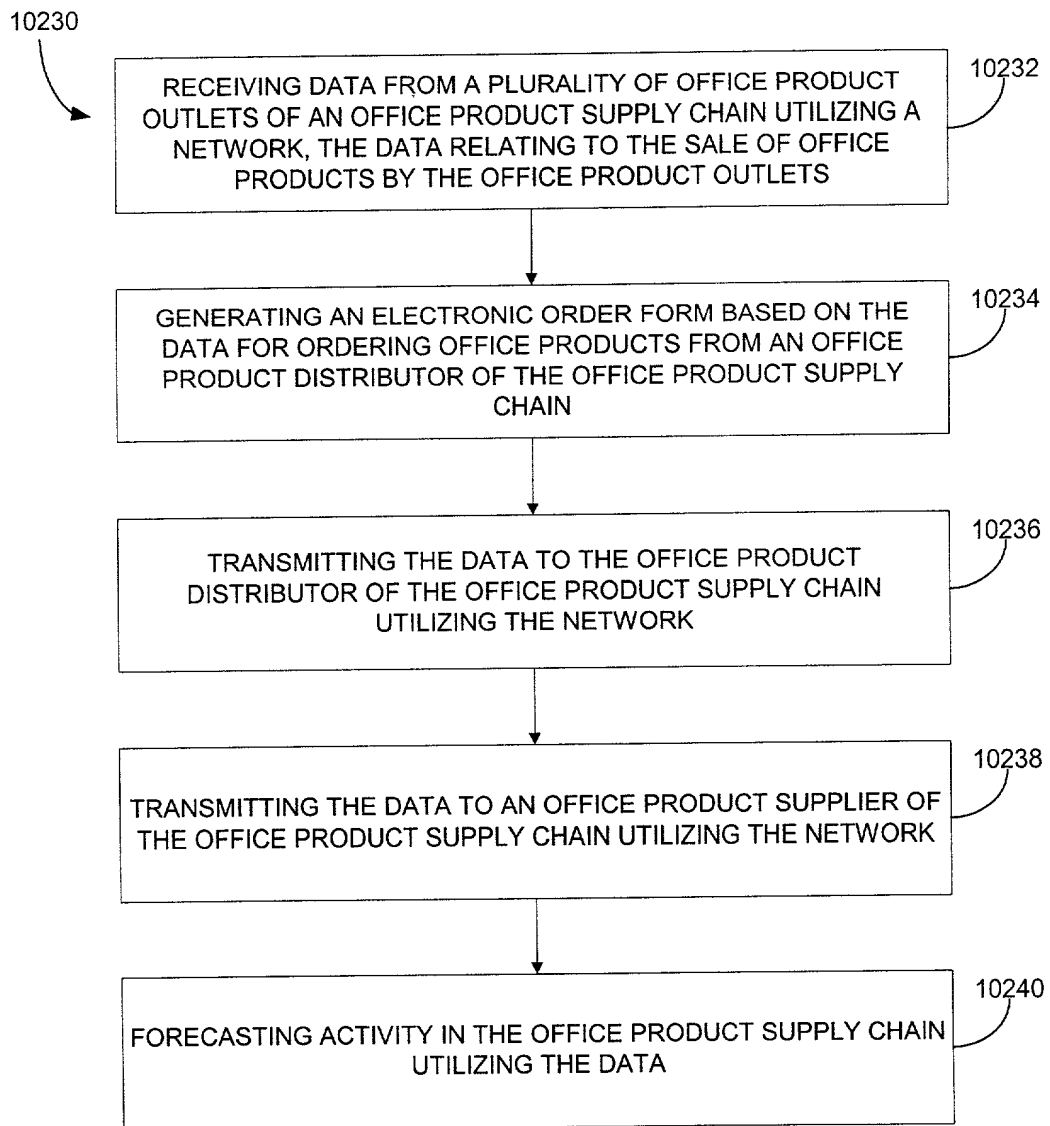 10230
RECEIVING DATA FROM A PLURALITY OF OFFICE PRODUCT
OUTLETS OF AN OFFICE PRODUCT SUPPLY CHAIN UTILIZING A
NETWORK, THE DATA RELATING TO THE SALE OF OFFICE
PRODUCTS BY THE OFFICE PRODUCT OUTLETS
10232
GENERATING AN ELECTRONIC ORDER FORM BASED ON THE
DATA FOR ORDERING OFFICE PRODUCTS FROM AN OFFICE
PRODUCT DISTRIBUTOR OF THE OFFICE PRODUCT SUPPLY
CHAIN
10234
TRANSMITTING THE DATA TO THE OFFICE PRODUCT
DISTRIBUTOR OF THE OFFICE PRODUCT SUPPLY CHAIN
UTILIZING THE NETWORK
10236
TRANSMITTING THE DATA TO AN OFFICE PRODUCT SUPPLIER OF
THE OFFICE PRODUCT SUPPLY CHAIN UTILIZING THE NETWORK
10238
FORECASTING ACTIVITY IN THE OFFICE PRODUCT SUPPLY CHAIN
UTILIZING THE DATA
10240